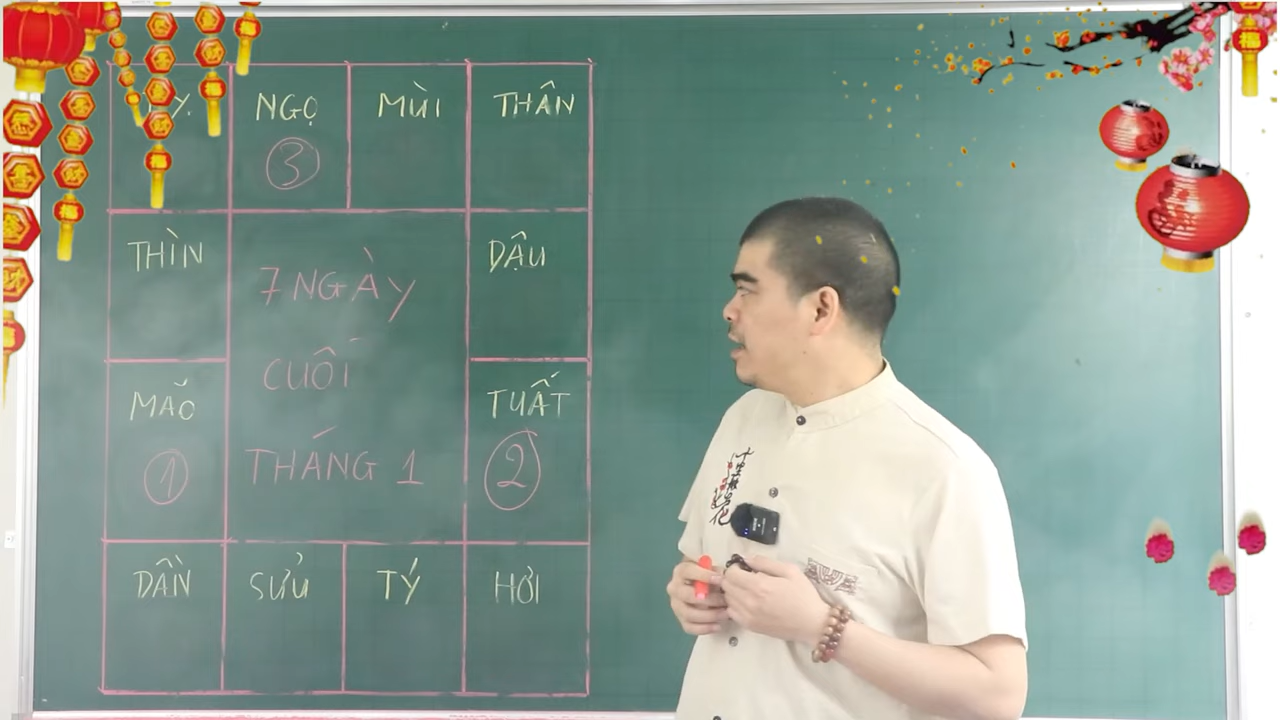 NGỌ
MÙI
THÂN
3
THÌN
DẬU
7 NGÀY
CUỐI
THÁNG 1
MÃO
TUẤT
1
2
DẦN
SỬU
TÝ
HỢI